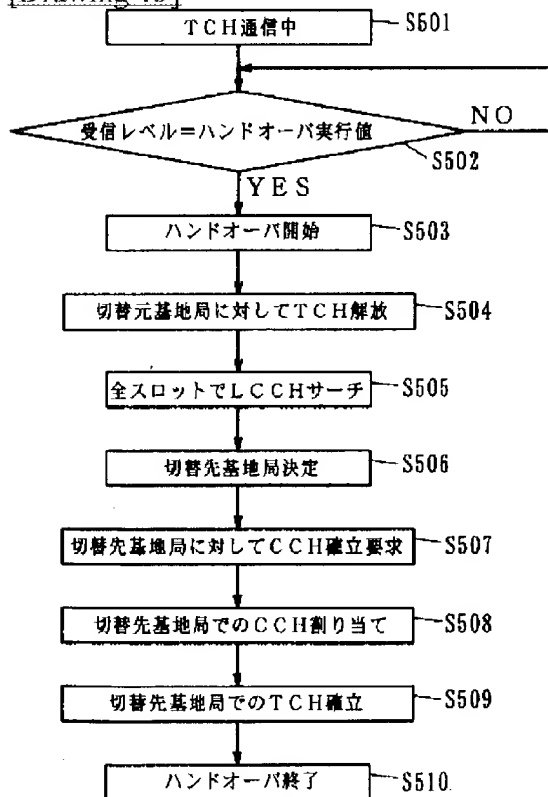 TCH通信中 S501
受信レベル=ハンドオーバ実行値 NO
S502
YES
ハンドオーバ開始 S503
切替元基地局に対してTCH解放 S504
全スロットでLCCHサーチ S505
切替先基地局決定 S506
切替先基地局に対してCCH確立要求 S507
切替先基地局でのCCH割り当て S508
切替先基地局でのTCH確立 S509
ハンドオーバ終了 S510